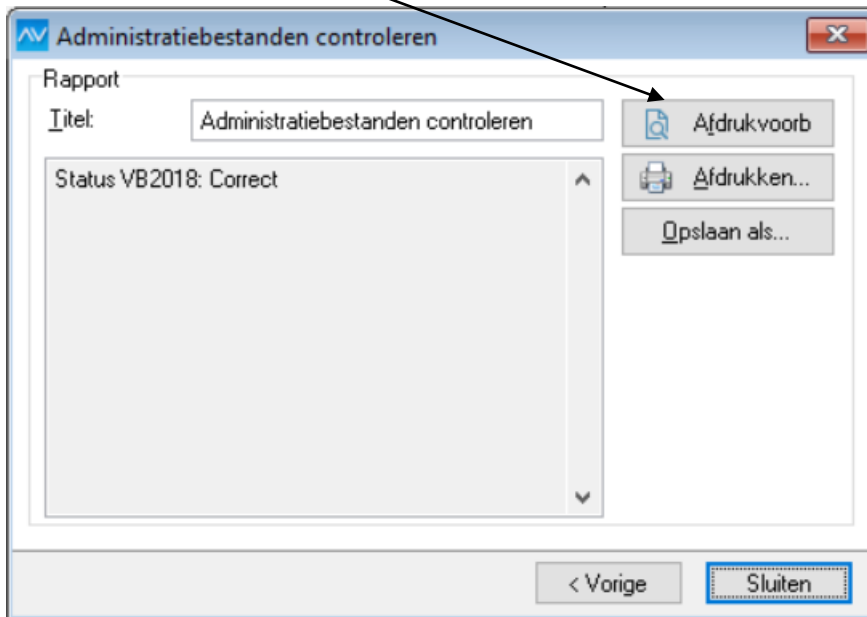 Administratiebestanden controleren
Rapport
Titel: Administratiebestanden controleren
Afdrukvoorb
Status VB2018: Correct
Afdrukken...
Opslaan als...
< Vorige Sluiten